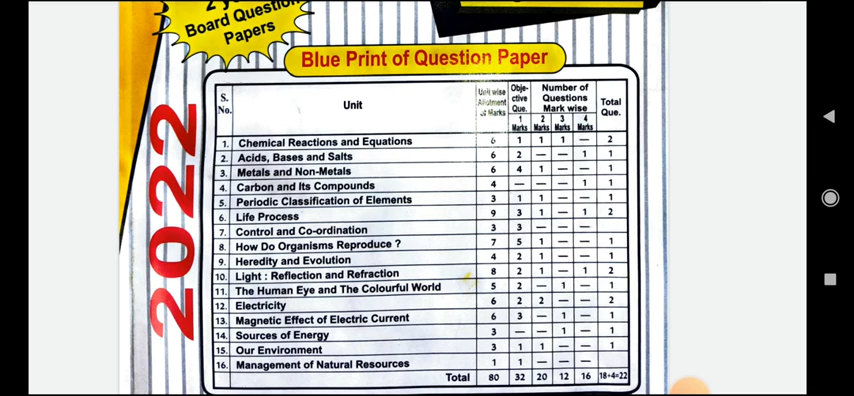 Board Question
Papers
2022
Blue Print of Question Paper
S. No. Unit Unit wise Allotment of Marks Obje-ctive Que. Number of Questions Mark wise Total Que.
1 Marks 2 Marks 3 Marks 4 Marks
1. Chemical Reactions and Equations 6 1 1 1 — 2
2. Acids, Bases and Salts 6 2 — — 1 1
3. Metals and Non-Metals 6 4 1 — — 1
4. Carbon and Its Compounds 4 — — — 1 1
5. Periodic Classification of Elements 3 1 1 — — 1
6. Life Process 9 3 1 — 1 2
7. Control and Co-ordination 3 3 — — —
8. How Do Organisms Reproduce ? 7 5 1 — — 1
9. Heredity and Evolution 4 2 1 — — 1
10. Light : Reflection and Refraction 8 2 1 — 1 2
11. The Human Eye and The Colourful World 5 2 — 1 — 1
12. Electricity 6 2 2 — — 2
13. Magnetic Effect of Electric Current 6 3 — 1 — 1
14. Sources of Energy 3 — — 1 — 1
15. Our Environment 3 1 1 — — 1
16. Management of Natural Resources 1 1 — — —
Total 80 32 20 12 16 18+4=22